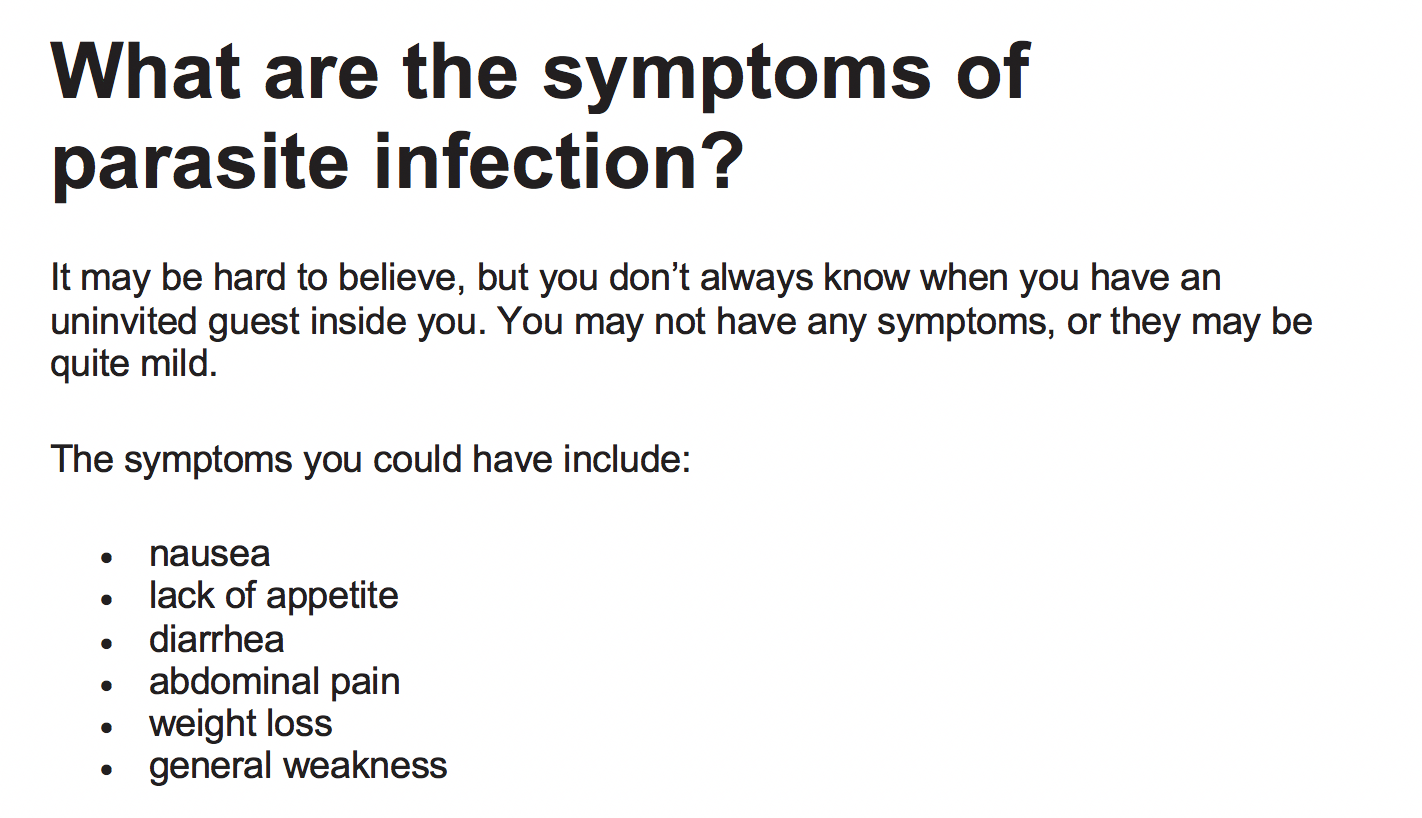 What are the symptoms of
parasite infection?
It may be hard to believe, but you don’t always know when you have an
uninvited guest inside you. You may not have any symptoms, or they may be
quite mild.
The symptoms you could have include:
• nausea
• lack of appetite
• diarrhea
• abdominal pain
• weight loss
• general weakness